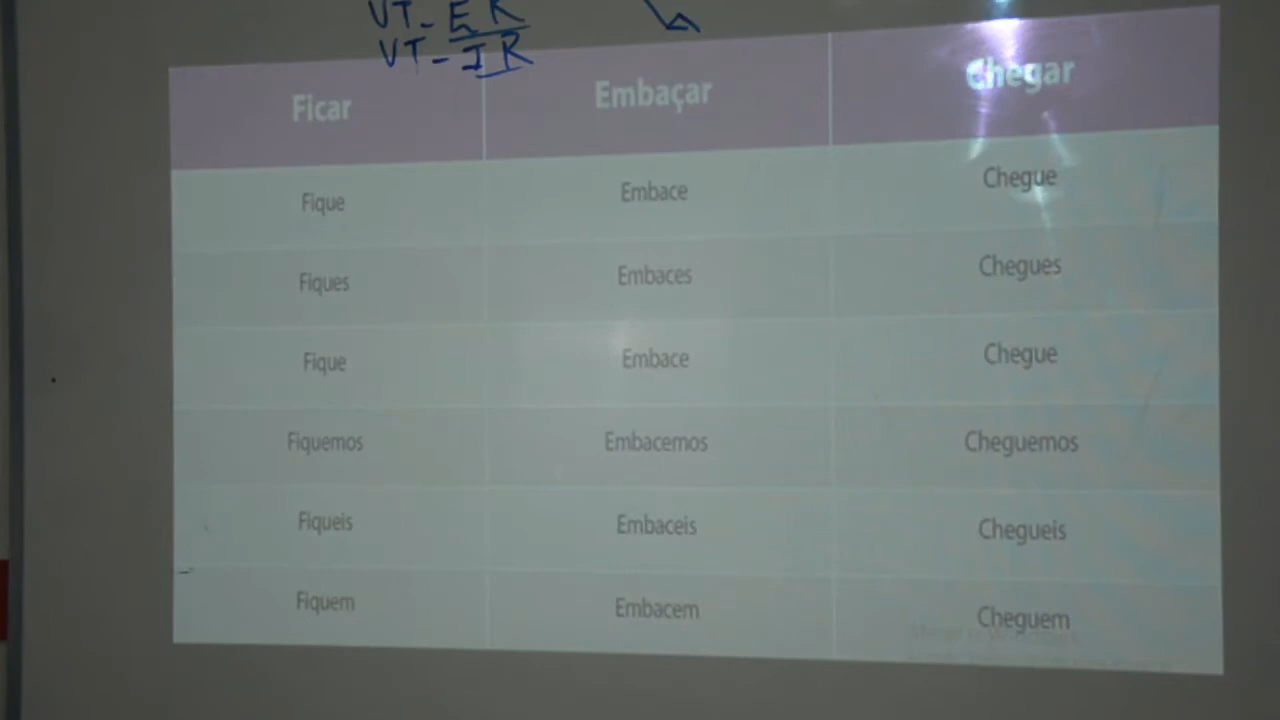 VT - ER
VT - IR
Ficar Embaçar Chegar
Fique Embace Chegue
Fiques Embaces Chegues
Fique Embace Chegue
Fiquemos Embacemos Cheguemos
Fiqueis Embaceis Chegueis
Fiquem Embacem Cheguem